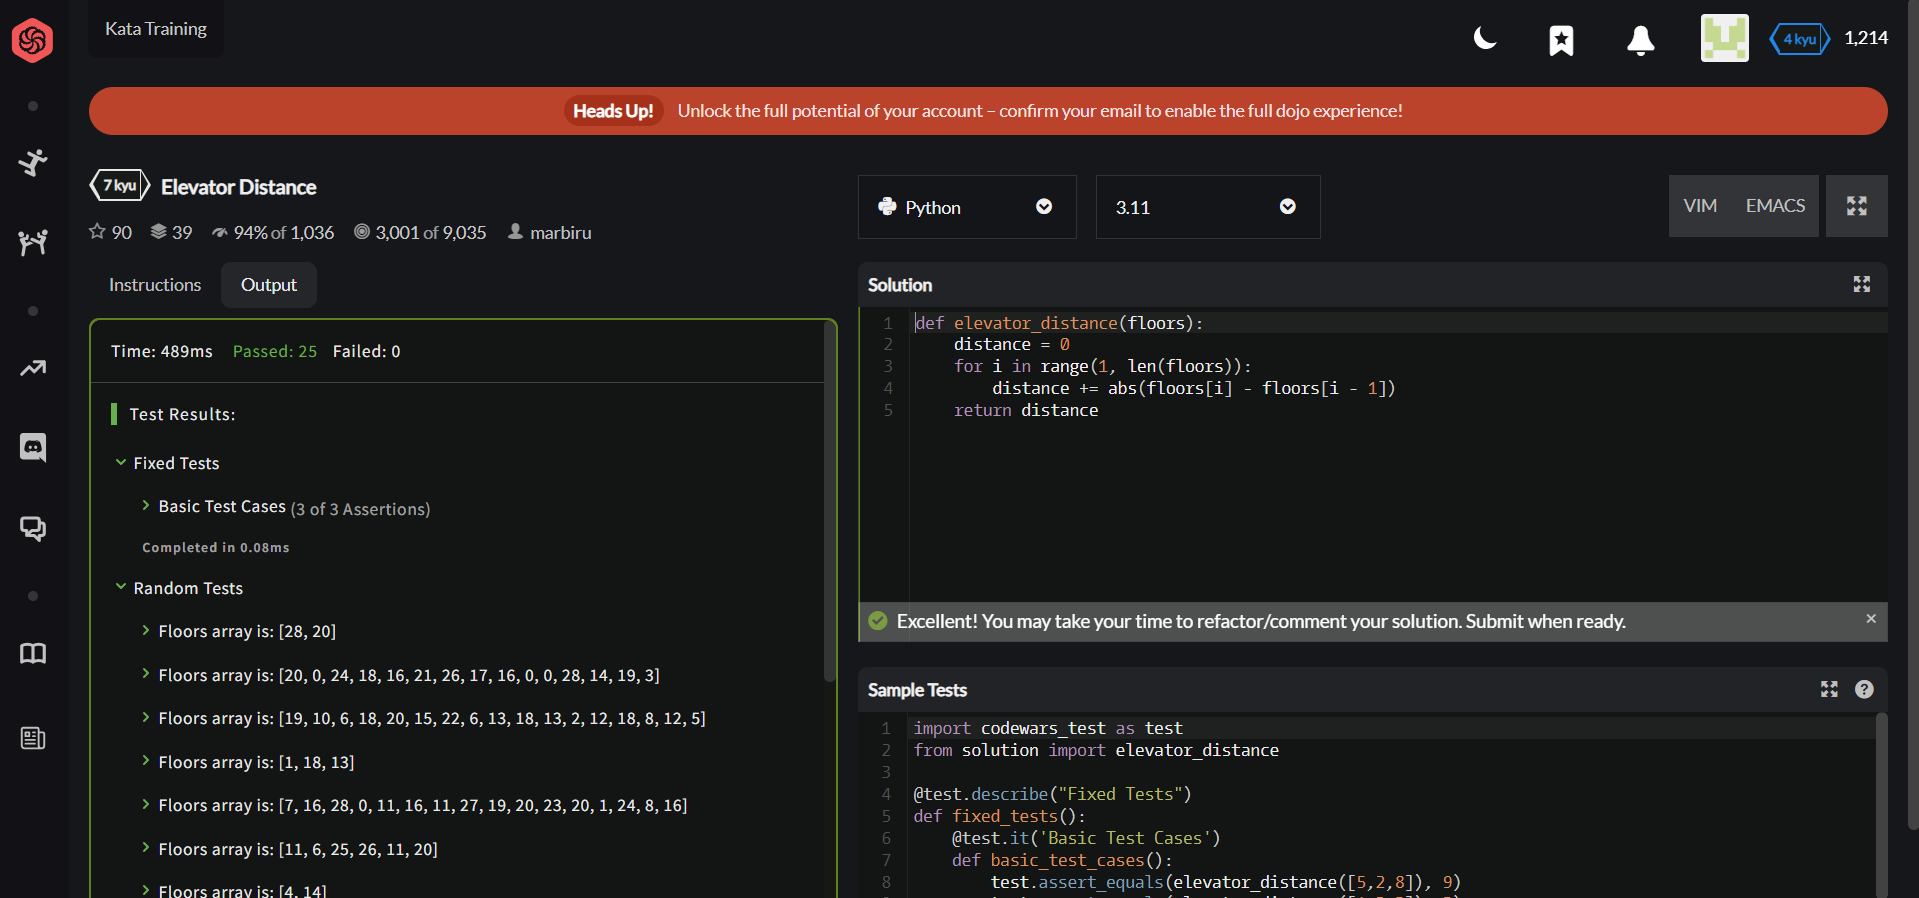 Kata Training
4 kyu
1,214
Heads Up! Unlock the full potential of your account – confirm your email to enable the full dojo experience!
7 kyu Elevator Distance
90 39 94% of 1,036 3,001 of 9,035 marbiru
Python
3.11
VIM EMACS
Instructions Output
Time: 489ms Passed: 25 Failed: 0
Test Results:
Fixed Tests
Basic Test Cases (3 of 3 Assertions)
Completed in 0.08ms
Random Tests
Floors array is: [28, 20]
Floors array is: [20, 0, 24, 18, 16, 21, 26, 17, 16, 0, 0, 28, 14, 19, 3]
Floors array is: [19, 10, 6, 18, 20, 15, 22, 6, 13, 18, 13, 2, 12, 18, 8, 12, 5]
Floors array is: [1, 18, 13]
Floors array is: [7, 16, 28, 0, 11, 16, 11, 27, 19, 20, 23, 20, 1, 24, 8, 16]
Floors array is: [11, 6, 25, 26, 11, 20]
Floors array is: [4, 14]
Solution
1 def elevator_distance(floors):
2 distance = 0
3 for i in range(1, len(floors)):
4 distance += abs(floors[i] - floors[i - 1])
5 return distance
Excellent! You may take your time to refactor/comment your solution. Submit when ready.
Sample Tests
1 import codewars_test as test
2 from solution import elevator_distance
3
4 @test.describe("Fixed Tests")
5 def fixed_tests():
6 @test.it('Basic Test Cases')
7 def basic_test_cases():
8 test.assert_equals(elevator_distance([5,2,8]), 9)